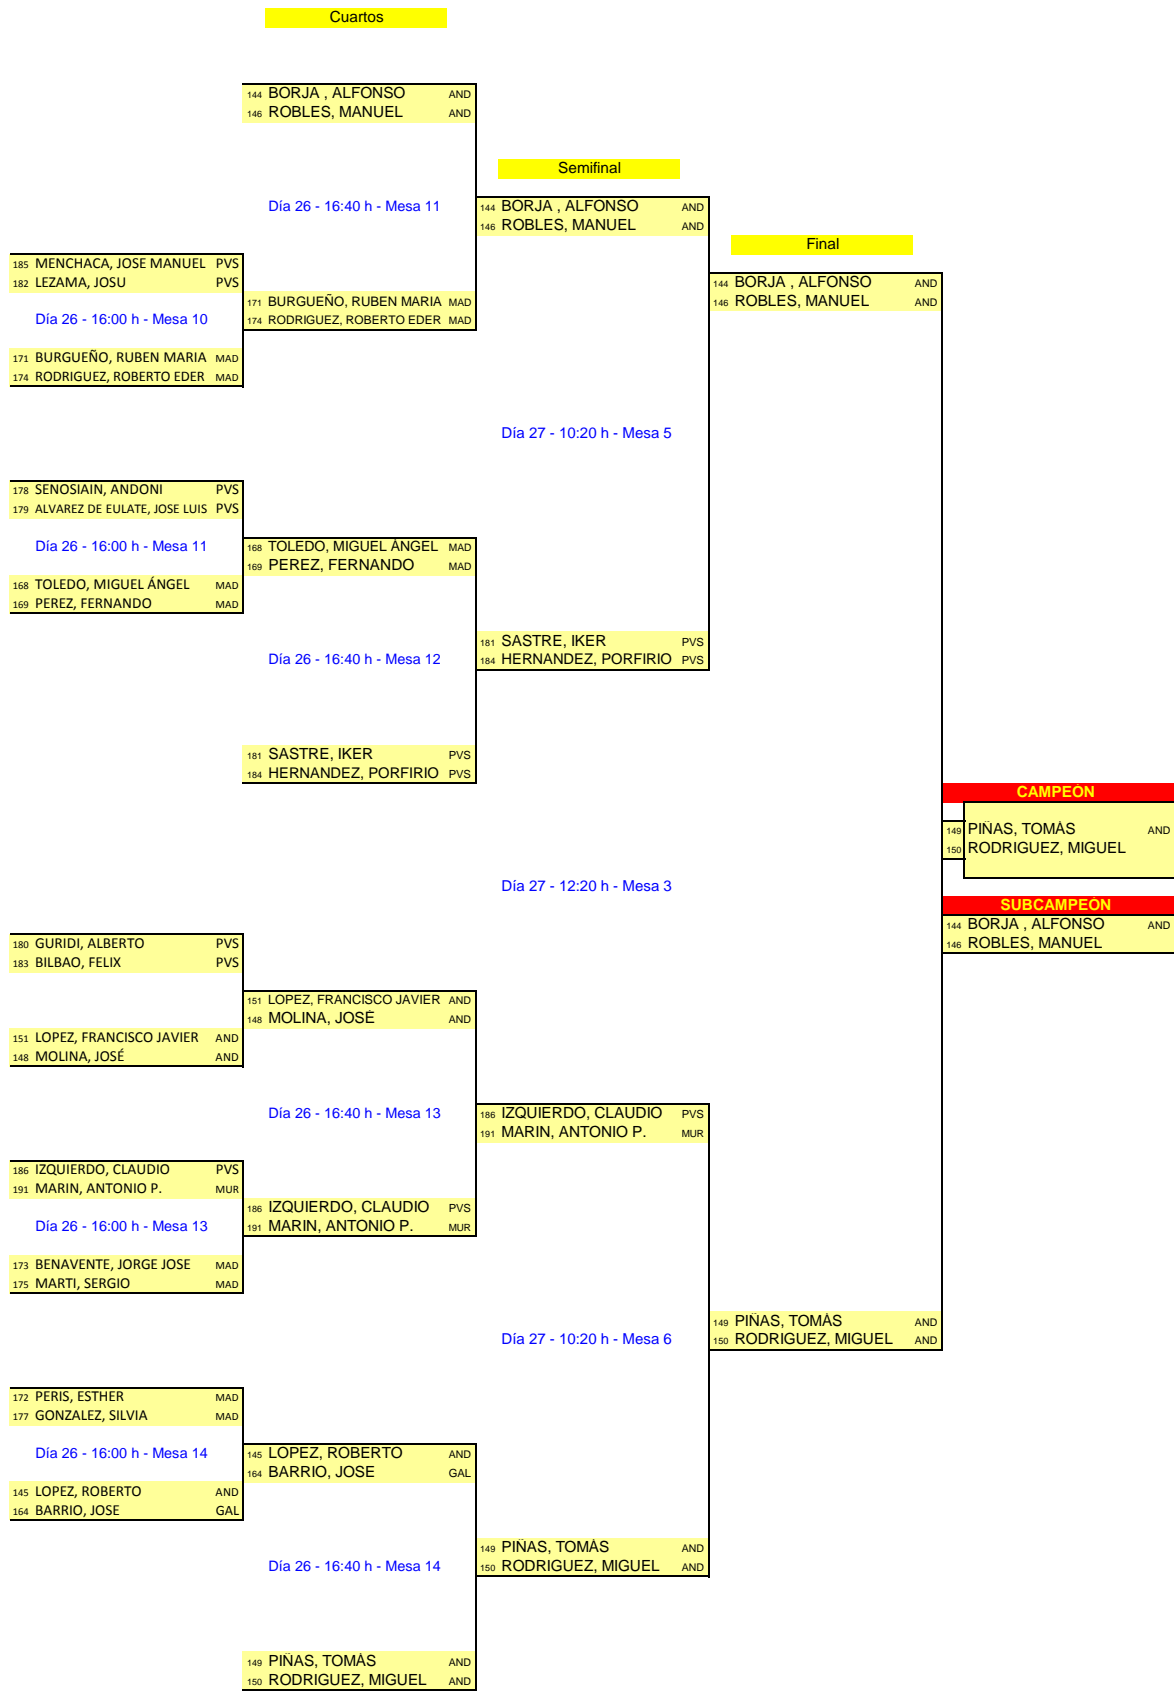 Cuartos
144 BORJA , ALFONSO AND
146 ROBLES, MANUEL AND
Semifinal
Día 26 - 16:40 h - Mesa 11
144 BORJA , ALFONSO AND
146 ROBLES, MANUEL AND
Final
185 MENCHACA, JOSE MANUEL PVS
182 LEZAMA, JOSU PVS
144 BORJA , ALFONSO AND
146 ROBLES, MANUEL AND
171 BURGUEÑO, RUBEN MARIA MAD
174 RODRIGUEZ, ROBERTO EDER MAD
Día 26 - 16:00 h - Mesa 10
171 BURGUEÑO, RUBEN MARIA MAD
174 RODRIGUEZ, ROBERTO EDER MAD
Día 27 - 10:20 h - Mesa 5
178 SENOSIAIN, ANDONI PVS
179 ALVAREZ DE EULATE, JOSE LUIS PVS
Día 26 - 16:00 h - Mesa 11
168 TOLEDO, MIGUEL ÁNGEL MAD
169 PEREZ, FERNANDO MAD
168 TOLEDO, MIGUEL ÁNGEL MAD
169 PEREZ, FERNANDO MAD
181 SASTRE, IKER PVS
184 HERNANDEZ, PORFIRIO PVS
Día 26 - 16:40 h - Mesa 12
181 SASTRE, IKER PVS
184 HERNANDEZ, PORFIRIO PVS
CAMPEÓN
149 PIÑAS, TOMÁS AND
150 RODRIGUEZ, MIGUEL
Día 27 - 12:20 h - Mesa 3
SUBCAMPEÓN
144 BORJA , ALFONSO AND
146 ROBLES, MANUEL
180 GURIDI, ALBERTO PVS
183 BILBAO, FELIX PVS
151 LOPEZ, FRANCISCO JAVIER AND
148 MOLINA, JOSÉ AND
151 LOPEZ, FRANCISCO JAVIER AND
148 MOLINA, JOSÉ AND
Día 26 - 16:40 h - Mesa 13
186 IZQUIERDO, CLAUDIO PVS
191 MARIN, ANTONIO P. MUR
186 IZQUIERDO, CLAUDIO PVS
191 MARIN, ANTONIO P. MUR
186 IZQUIERDO, CLAUDIO PVS
191 MARIN, ANTONIO P. MUR
Día 26 - 16:00 h - Mesa 13
173 BENAVENTE, JORGE JOSE MAD
175 MARTI, SERGIO MAD
149 PIÑAS, TOMÁS AND
150 RODRIGUEZ, MIGUEL AND
Día 27 - 10:20 h - Mesa 6
172 PERIS, ESTHER MAD
177 GONZALEZ, SILVIA MAD
Día 26 - 16:00 h - Mesa 14
145 LOPEZ, ROBERTO AND
164 BARRIO, JOSE GAL
145 LOPEZ, ROBERTO AND
164 BARRIO, JOSE GAL
149 PIÑAS, TOMÁS AND
150 RODRIGUEZ, MIGUEL AND
Día 26 - 16:40 h - Mesa 14
149 PIÑAS, TOMÁS AND
150 RODRIGUEZ, MIGUEL AND